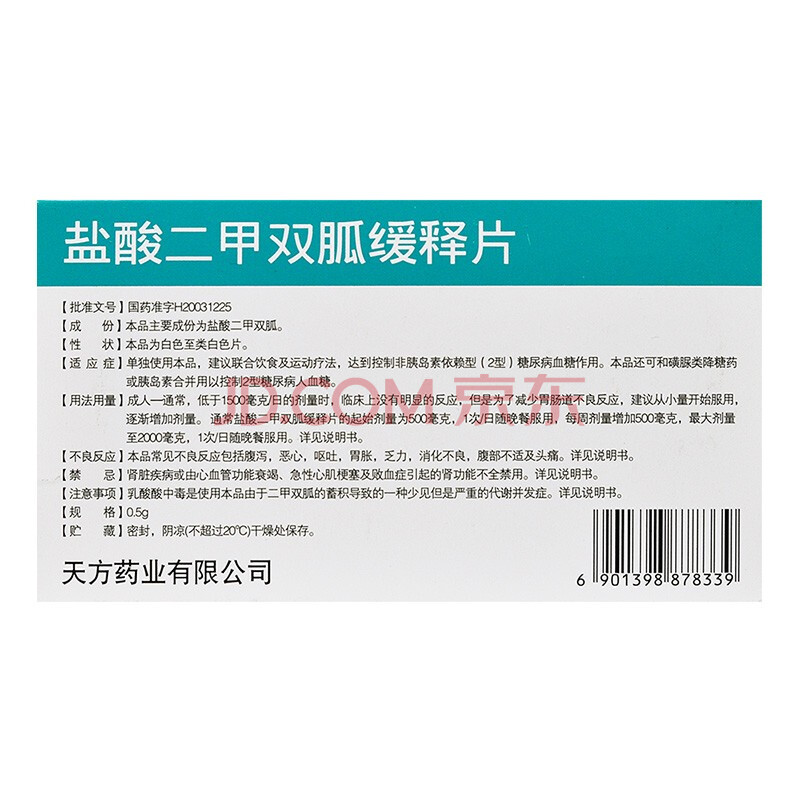 盐酸二甲双胍缓释片
【批准文号】国药准字H20031225
【成　　份】本品主要成份为盐酸二甲双胍。
【性　　状】本品为白色至类白色片。
【适 应 症】单独使用本品，建议联合饮食及运动疗法，达到控制非胰岛素依赖型（2型）糖尿病血糖作用。本品还可和磺脲类降糖药
或胰岛素合并用以控制2型糖尿病人血糖。
JD.COM 京东
【用法用量】成人一通常，低于1500毫克/日的剂量时，临床上没有明显的反应，但是为了减少胃肠道不良反应，建议从小量开始服用，
逐渐增加剂量。通常盐酸二甲双胍缓释片的起始剂量为500毫克，1次/日随晚餐服用，每周剂量增加500毫克，最大剂量
至2000毫克，1次/日随晚餐服用。详见说明书。
【不良反应】本品常见不良反应包括腹泻，恶心，呕吐，胃胀，乏力，消化不良，腹部不适及头痛。详见说明书。
【禁　　忌】肾脏疾病或由心血管功能衰竭、急性心肌梗塞及败血症引起的肾功能不全禁用。详见说明书。
【注意事项】乳酸酸中毒是使用本品由于二甲双胍的蓄积导致的一种少见但是严重的代谢并发症。详见说明书。
【规　　格】0.5g
【贮　　藏】密封，阴凉(不超过20℃)干燥处保存。
天方药业有限公司
6 901398 878339